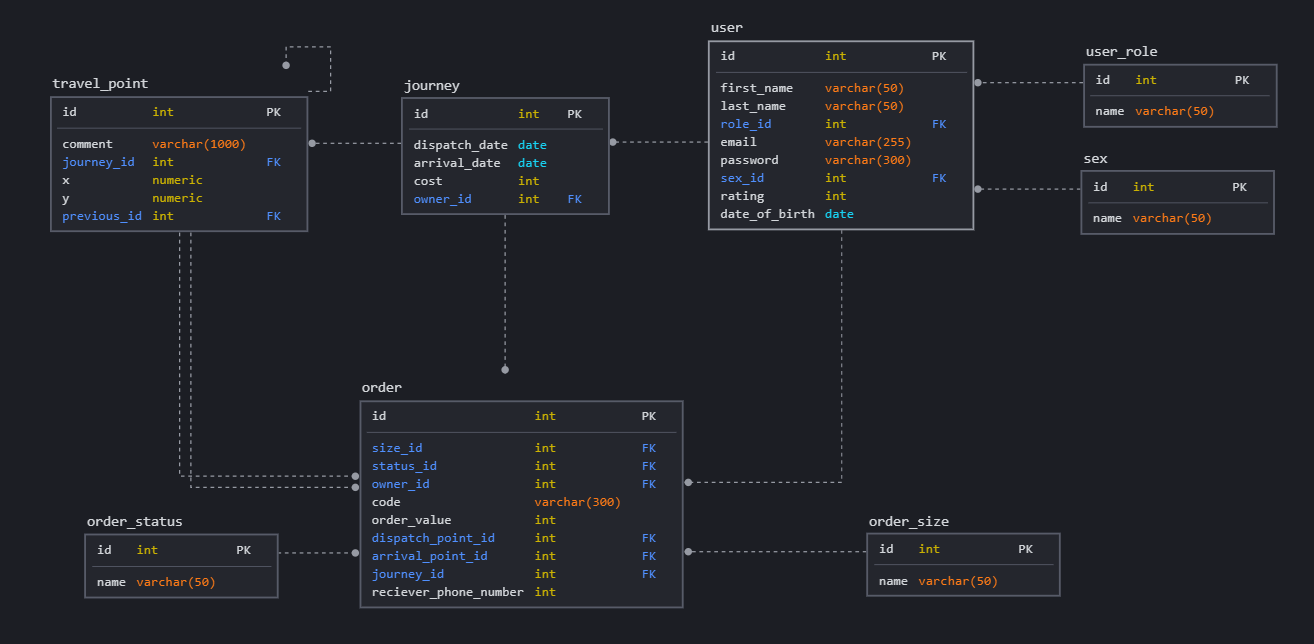 user
id int PK
first_name varchar(50)
last_name varchar(50)
role_id int FK
email varchar(255)
password varchar(300)
sex_id int FK
rating int
date_of_birth date
user_role
id int PK
name varchar(50)
travel_point
id int PK
comment varchar(1000)
journey_id int FK
x numeric
y numeric
previous_id int FK
journey
id int PK
dispatch_date date
arrival_date date
cost int
owner_id int FK
sex
id int PK
name varchar(50)
order
id int PK
size_id int FK
status_id int FK
owner_id int FK
code varchar(300)
order_value int
dispatch_point_id int FK
arrival_point_id int FK
journey_id int FK
reciever_phone_number int
order_status
id int PK
name varchar(50)
order_size
id int PK
name varchar(50)